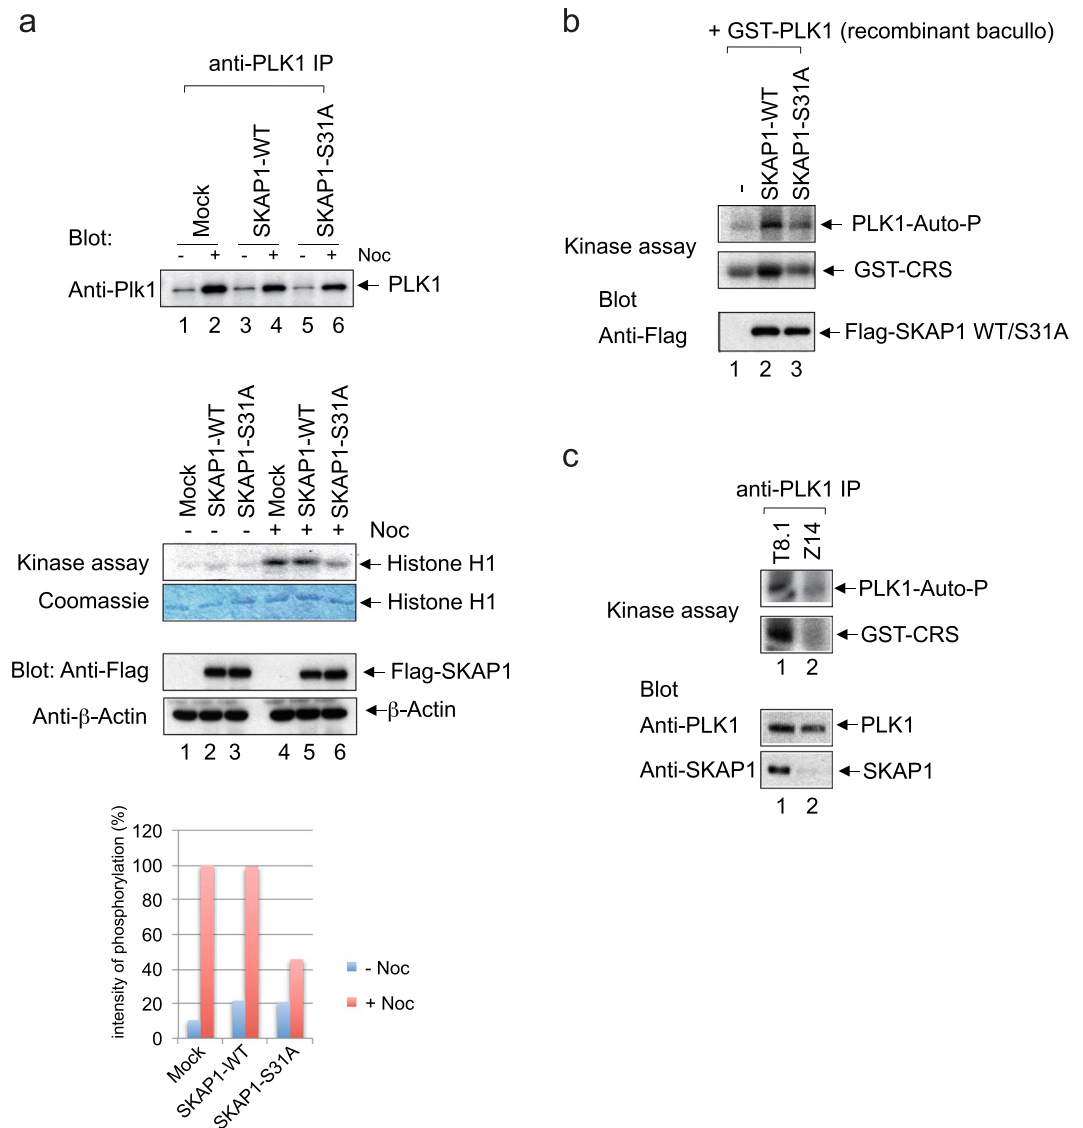 a
anti-PLK1 IP
Mock
SKAP1-WT
SKAP1-S31A
Blot:
- + - + - + Noc
Anti-Plk1
PLK1
1 2 3 4 5 6
Mock
SKAP1-WT
SKAP1-S31A
Mock
SKAP1-WT
SKAP1-S31A
- - - + + + Noc
Kinase assay
Histone H1
Coomassie
Histone H1
Blot: Anti-Flag
Flag-SKAP1
Anti-β-Actin
β-Actin
1 2 3 4 5 6
intensity of phosphorylation (%)
120
100
80
60
40
20
0
- Noc
+ Noc
Mock
SKAP1-WT
SKAP1-S31A
b
+ GST-PLK1 (recombinant bacullo)
-
SKAP1-WT
SKAP1-S31A
Kinase assay
PLK1-Auto-P
GST-CRS
Blot
Anti-Flag
Flag-SKAP1 WT/S31A
1 2 3
c
anti-PLK1 IP
T8.1
Z14
Kinase assay
PLK1-Auto-P
GST-CRS
1 2
Blot
Anti-PLK1
PLK1
Anti-SKAP1
SKAP1
1 2